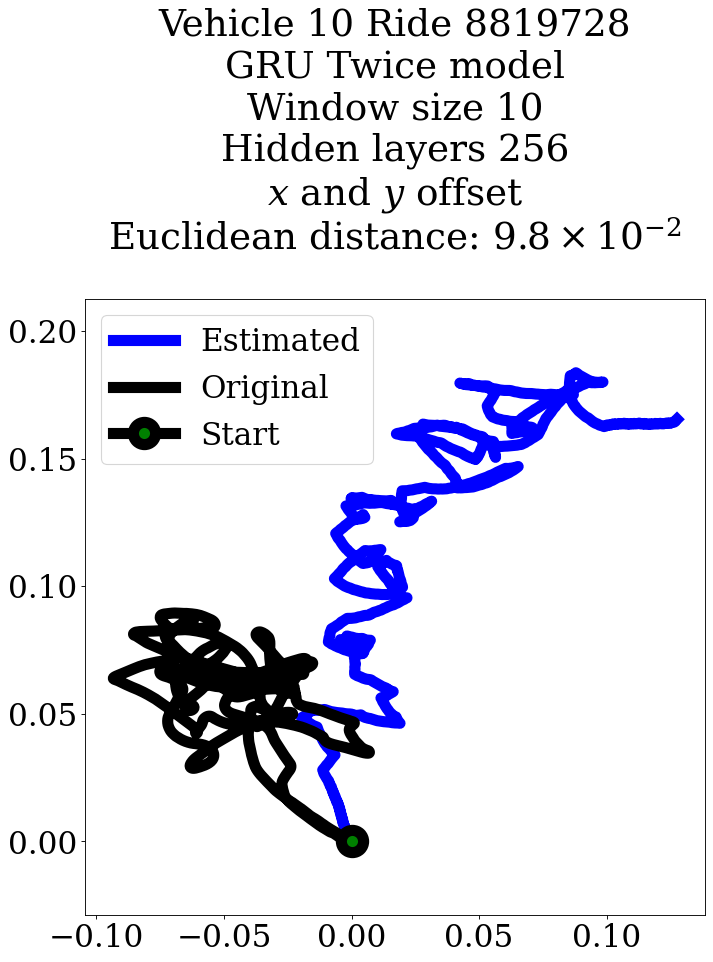 Vehicle 10 Ride 8819728
GRU Twice model
Window size 10
Hidden layers 256
x and y offset
Euclidean distance: 9.8 × 10⁻²
Estimated
Original
Start
0.20
0.15
0.10
0.05
0.00
−0.10 −0.05 0.00 0.05 0.10